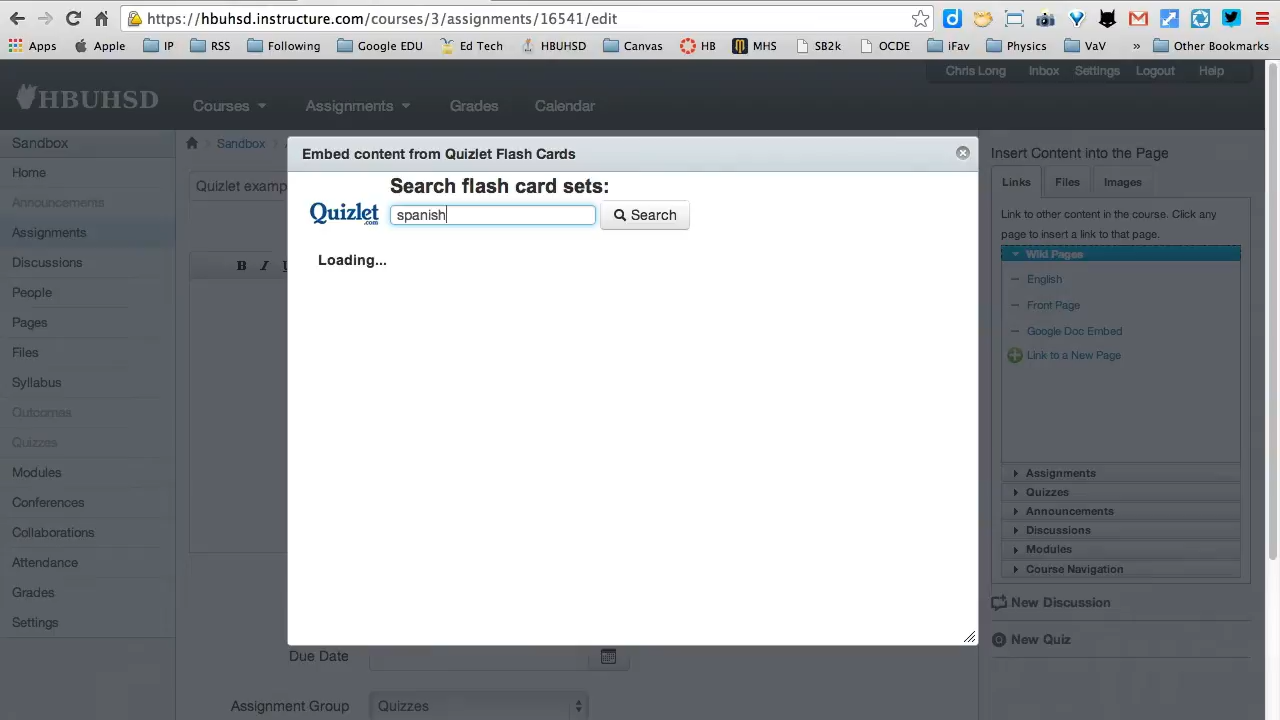 https://hbuhsd.instructure.com/courses/3/assignments/16541/edit
Apps Apple IP RSS Following Google EDU Ed Tech HBUHSD Canvas HB MHS SB2k OCDE iFav Physics VaV » Other Bookmarks
Chris Long Inbox Settings Logout Help
HBUHSD Courses Assignments Grades Calendar
Sandbox
Home
Announcements
Assignments
Discussions
People
Pages
Files
Syllabus
Outcomes
Quizzes
Modules
Conferences
Collaborations
Attendance
Grades
Settings
Sandbox
Quizlet examp
B I U
Embed content from Quizlet Flash Cards
Search flash card sets:
Quizlet.com spanish Search
Loading...
Due Date
Assignment Group Quizzes
Insert Content into the Page
Links Files Images
Link to other content in the course. Click any
page to insert a link to that page.
Wiki Pages
English
Front Page
Google Doc Embed
Link to a New Page
Assignments
Quizzes
Announcements
Discussions
Modules
Course Navigation
New Discussion
New Quiz